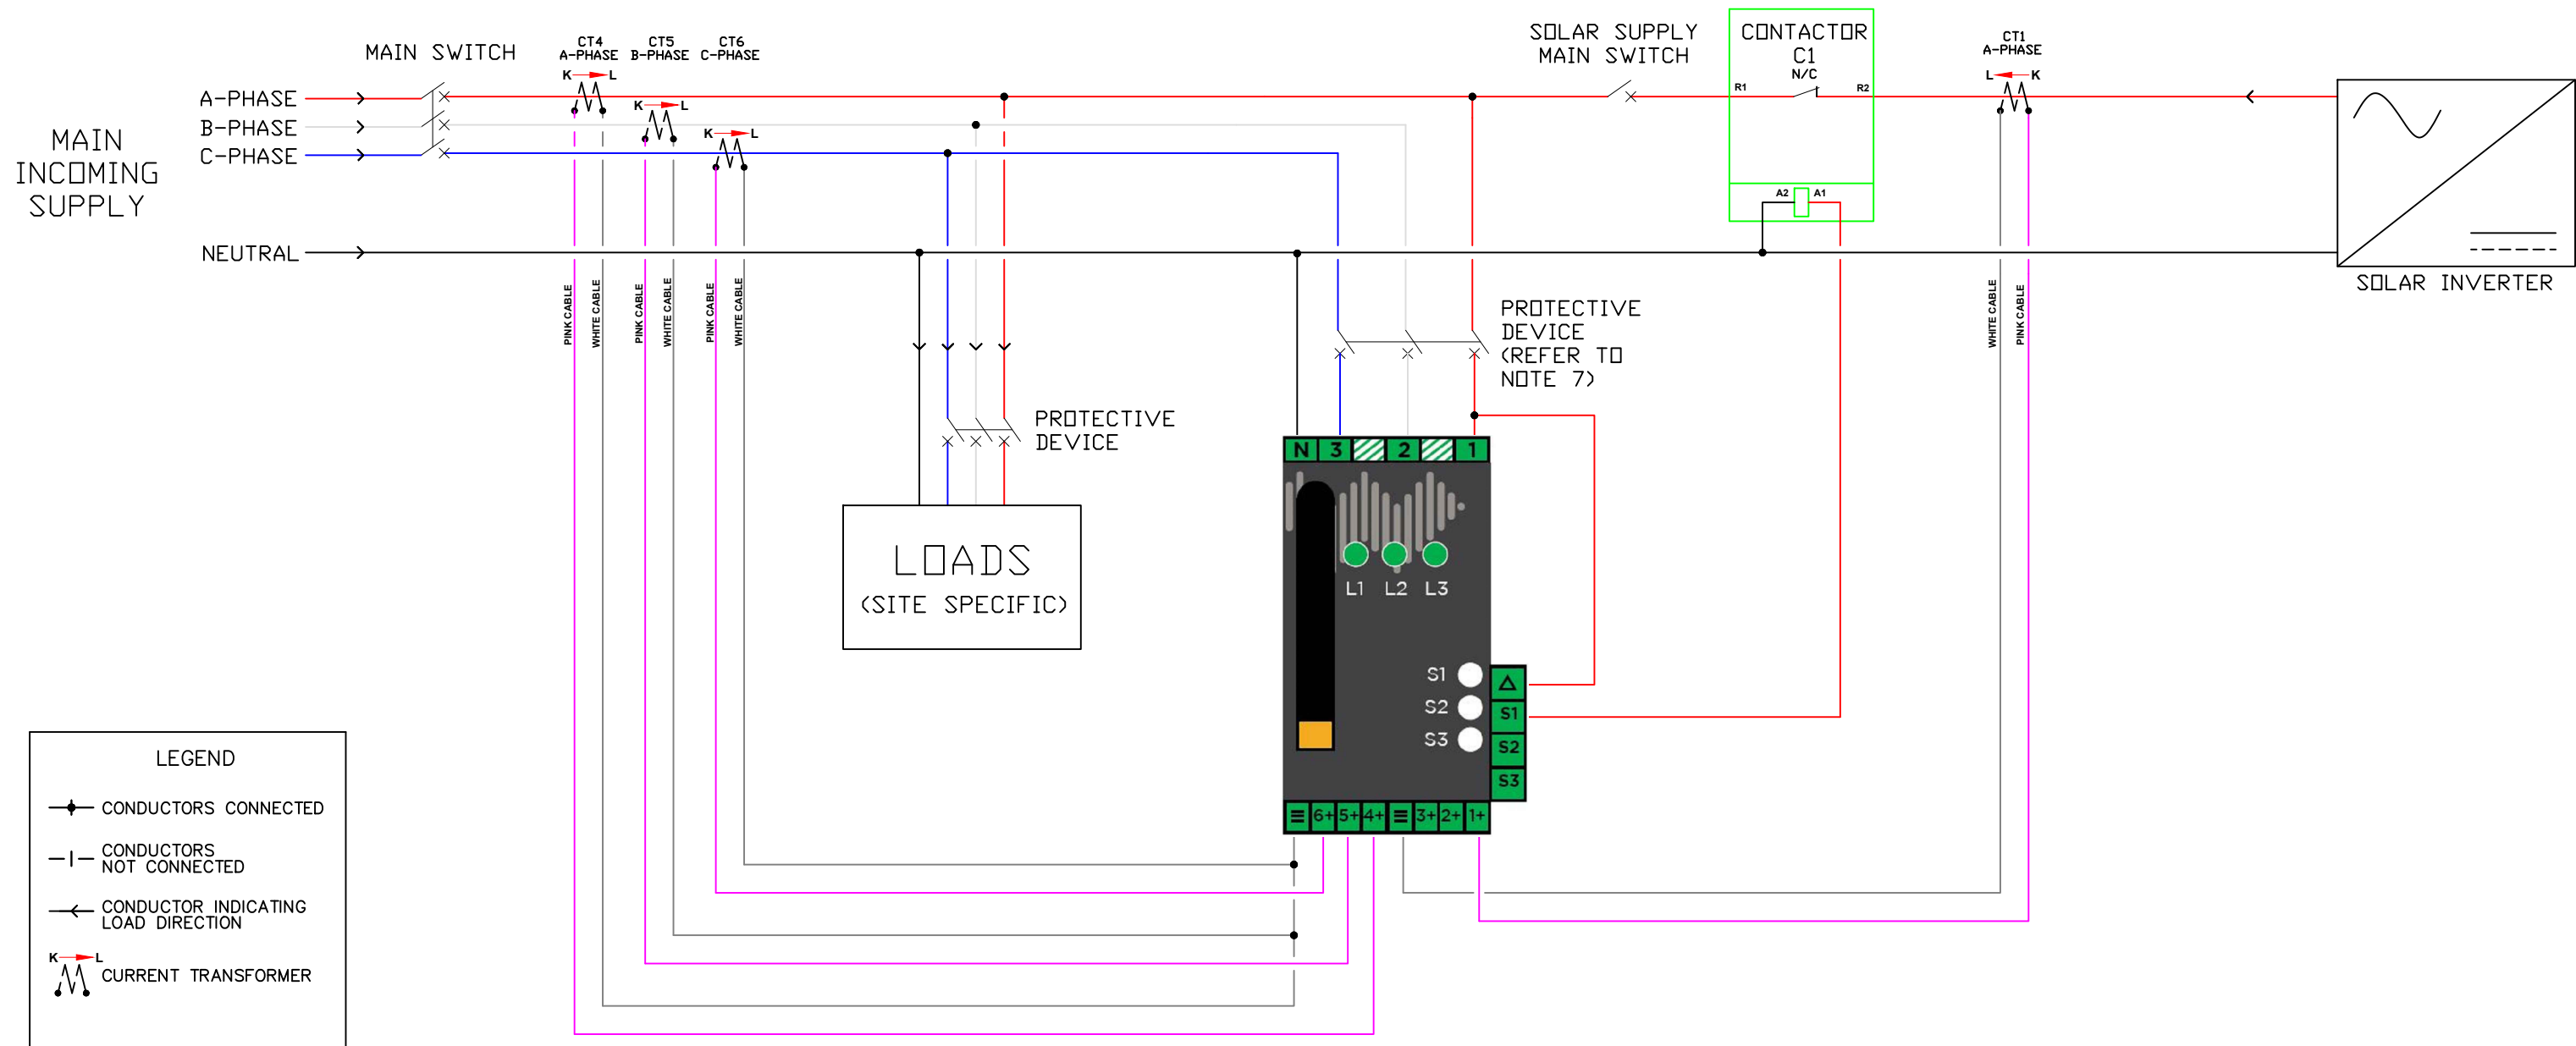 MAIN
INCOMING
SUPPLY
A-PHASE
B-PHASE
C-PHASE
NEUTRAL
MAIN SWITCH
CT4
A-PHASE
K L
CT5
B-PHASE
K L
CT6
C-PHASE
K L
SOLAR SUPPLY
MAIN SWITCH
CONTACTOR
C1
N/C
R1
R2
A2
A1
CT1
A-PHASE
L K
SOLAR INVERTER
PINK CABLE
WHITE CABLE
PINK CABLE
WHITE CABLE
PINK CABLE
WHITE CABLE
WHITE CABLE
PINK CABLE
PROTECTIVE
DEVICE
(REFER TO
NOTE 7)
PROTECTIVE
DEVICE
LOADS
(SITE SPECIFIC)
N 3 2 1
L1 L2 L3
S1
S2
S3
S1
S2
S3
6+ 5+ 4+ 3+ 2+ 1+
LEGEND
CONDUCTORS CONNECTED
CONDUCTORS
NOT CONNECTED
CONDUCTOR INDICATING
LOAD DIRECTION
K L
CURRENT TRANSFORMER